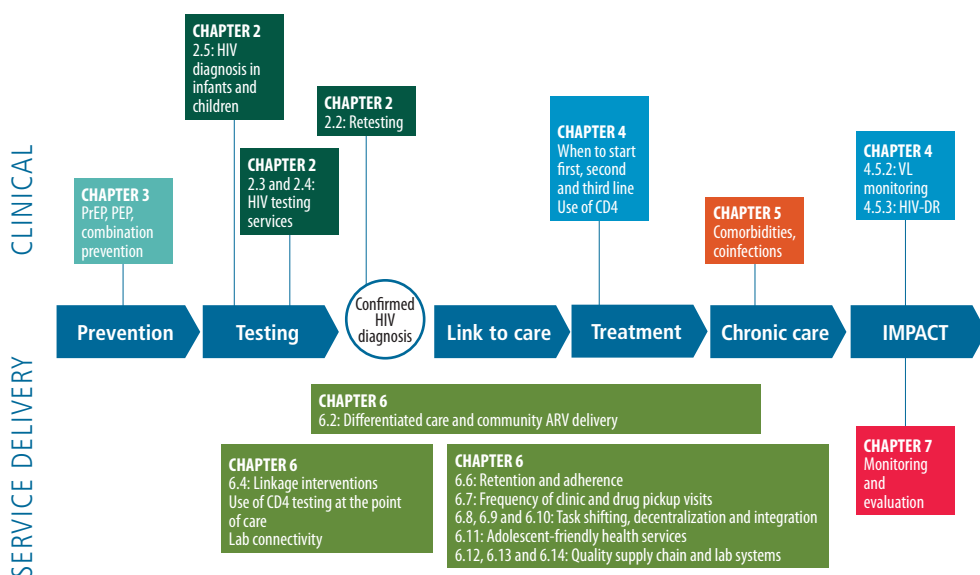 CLINICAL
CHAPTER 2
2.5: HIV
diagnosis in
infants and
children
CHAPTER 2
2.2: Retesting
CHAPTER 2
2.3 and 2.4:
HIV testing
services
CHAPTER 3
PrEP, PEP,
combination
prevention
CHAPTER 4
When to start
first, second
and third line
Use of CD4
CHAPTER 5
Comorbidities,
coinfections
CHAPTER 4
4.5.2: VL
monitoring
4.5.3: HIV-DR
Prevention
Testing
Confirmed
HIV
diagnosis
Link to care
Treatment
Chronic care
IMPACT
SERVICE DELIVERY
CHAPTER 6
6.2: Differentiated care and community ARV delivery
CHAPTER 6
6.4: Linkage interventions
Use of CD4 testing at the point
of care
Lab connectivity
CHAPTER 6
6.6: Retention and adherence
6.7: Frequency of clinic and drug pickup visits
6.8, 6.9 and 6.10: Task shifting, decentralization and integration
6.11: Adolescent-friendly health services
6.12, 6.13 and 6.14: Quality supply chain and lab systems
CHAPTER 7
Monitoring
and
evaluation